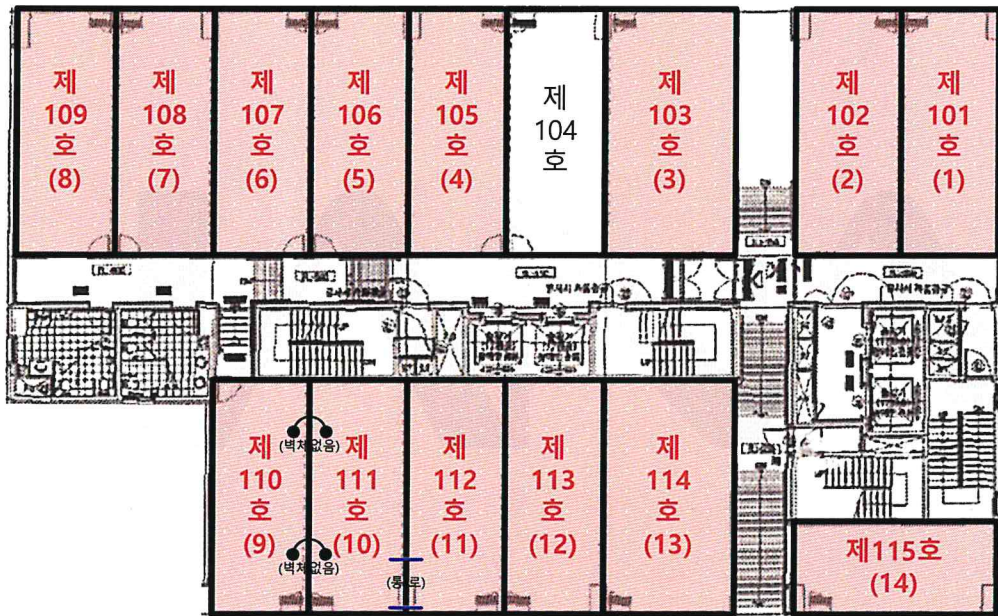 제
109
호
(8)
제
108
호
(7)
제
107
호
(6)
제
106
호
(5)
제
105
호
(4)
제
104
호
제
103
호
(3)
제
102
호
(2)
제
101
호
(1)
제
110
호
(9)
(벽체없음)
(벽체없음)
제
111
호
(10)
제
112
호
(11)
(통로)
제
113
호
(12)
제
114
호
(13)
제115호
(14)